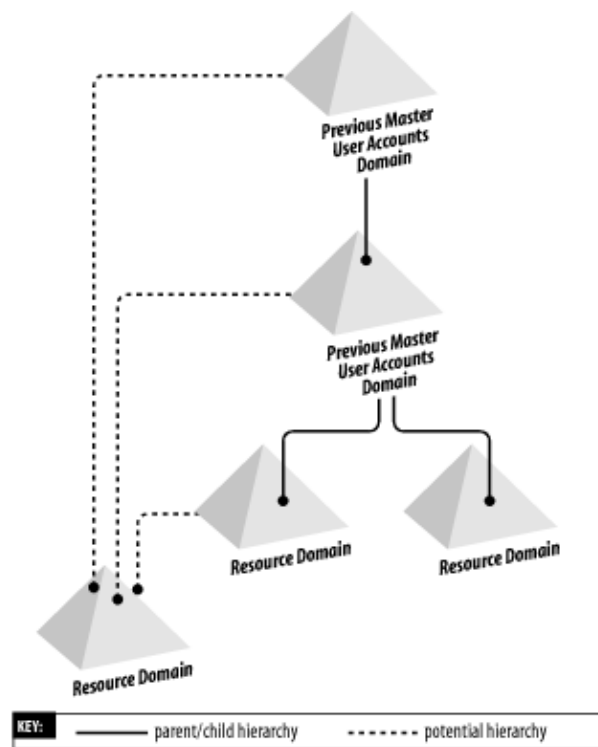 Previous Master
User Accounts
Domain
Previous Master
User Accounts
Domain
Resource Domain
Resource Domain
Resource Domain
KEY: parent/child hierarchy potential hierarchy